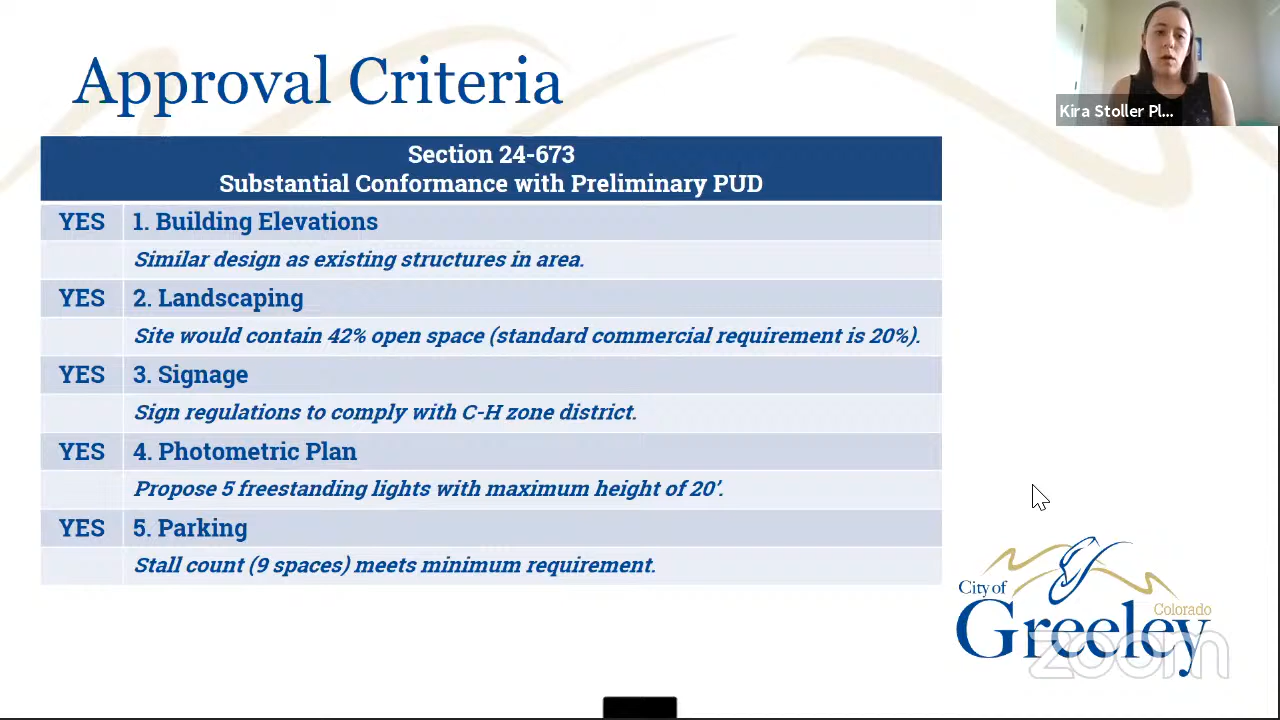 Approval Criteria
Kira Stoller Pl...
Section 24-673
Substantial Conformance with Preliminary PUD
YES 1. Building Elevations
Similar design as existing structures in area.
YES 2. Landscaping
Site would contain 42% open space (standard commercial requirement is 20%).
YES 3. Signage
Sign regulations to comply with C-H zone district.
YES 4. Photometric Plan
Propose 5 freestanding lights with maximum height of 20’.
YES 5. Parking
Stall count (9 spaces) meets minimum requirement.
City of
Colorado
Greeley
zoom